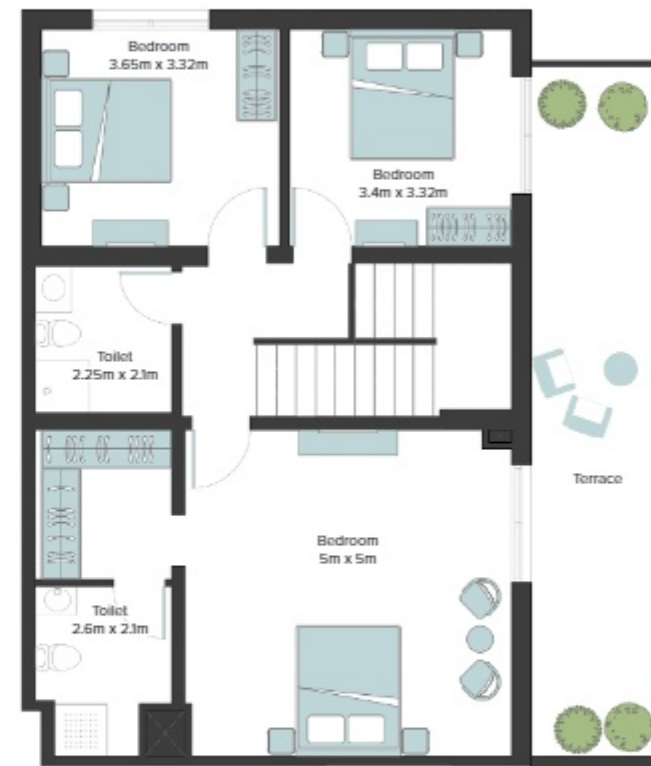 Bedroom
3.65m x 3.32m
Bedroom
3.4m x 3.32m
Toilet
2.25m x 2.1m
Terrace
Bedroom
5m x 5m
Toilet
2.6m x 2.1m